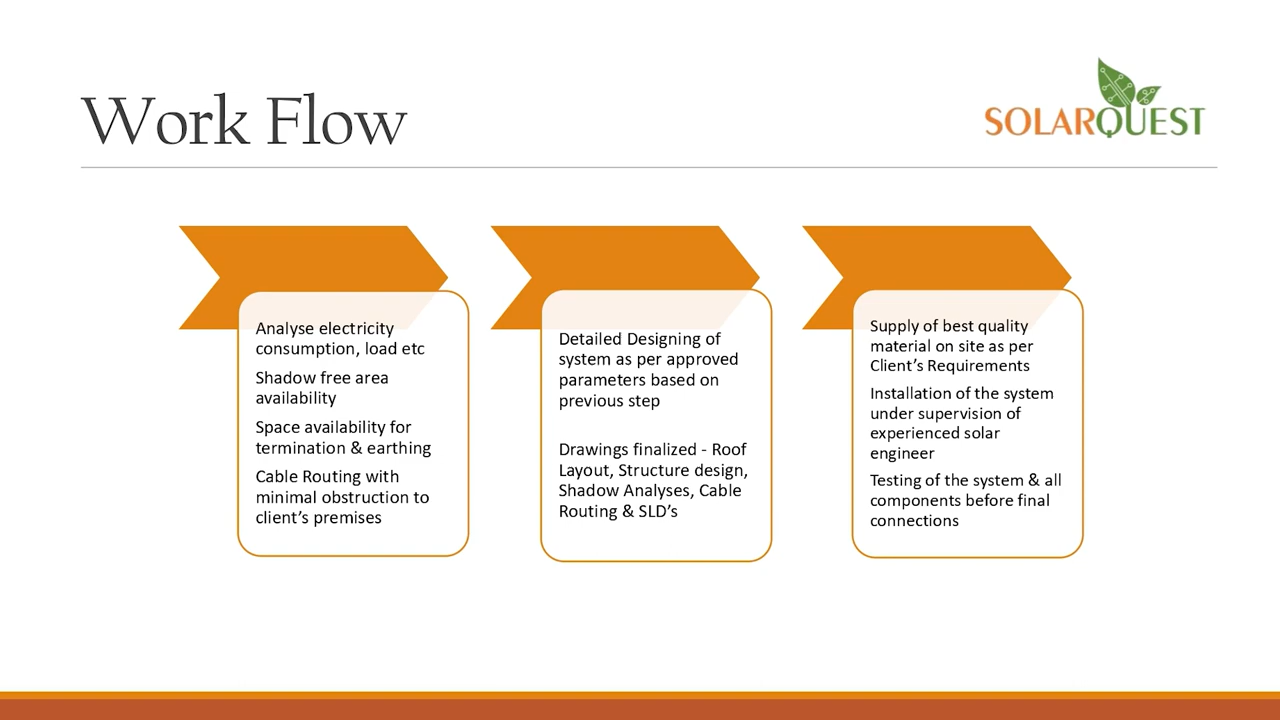 Work Flow
SOLARQUEST
Analyse electricity
consumption, load etc
Shadow free area
availability
Space availability for
termination & earthing
Cable Routing with
minimal obstruction to
client’s premises
Detailed Designing of
system as per approved
parameters based on
previous step
Drawings finalized - Roof
Layout, Structure design,
Shadow Analyses, Cable
Routing & SLD’s
Supply of best quality
material on site as per
Client’s Requirements
Installation of the system
under supervision of
experienced solar
engineer
Testing of the system & all
components before final
connections